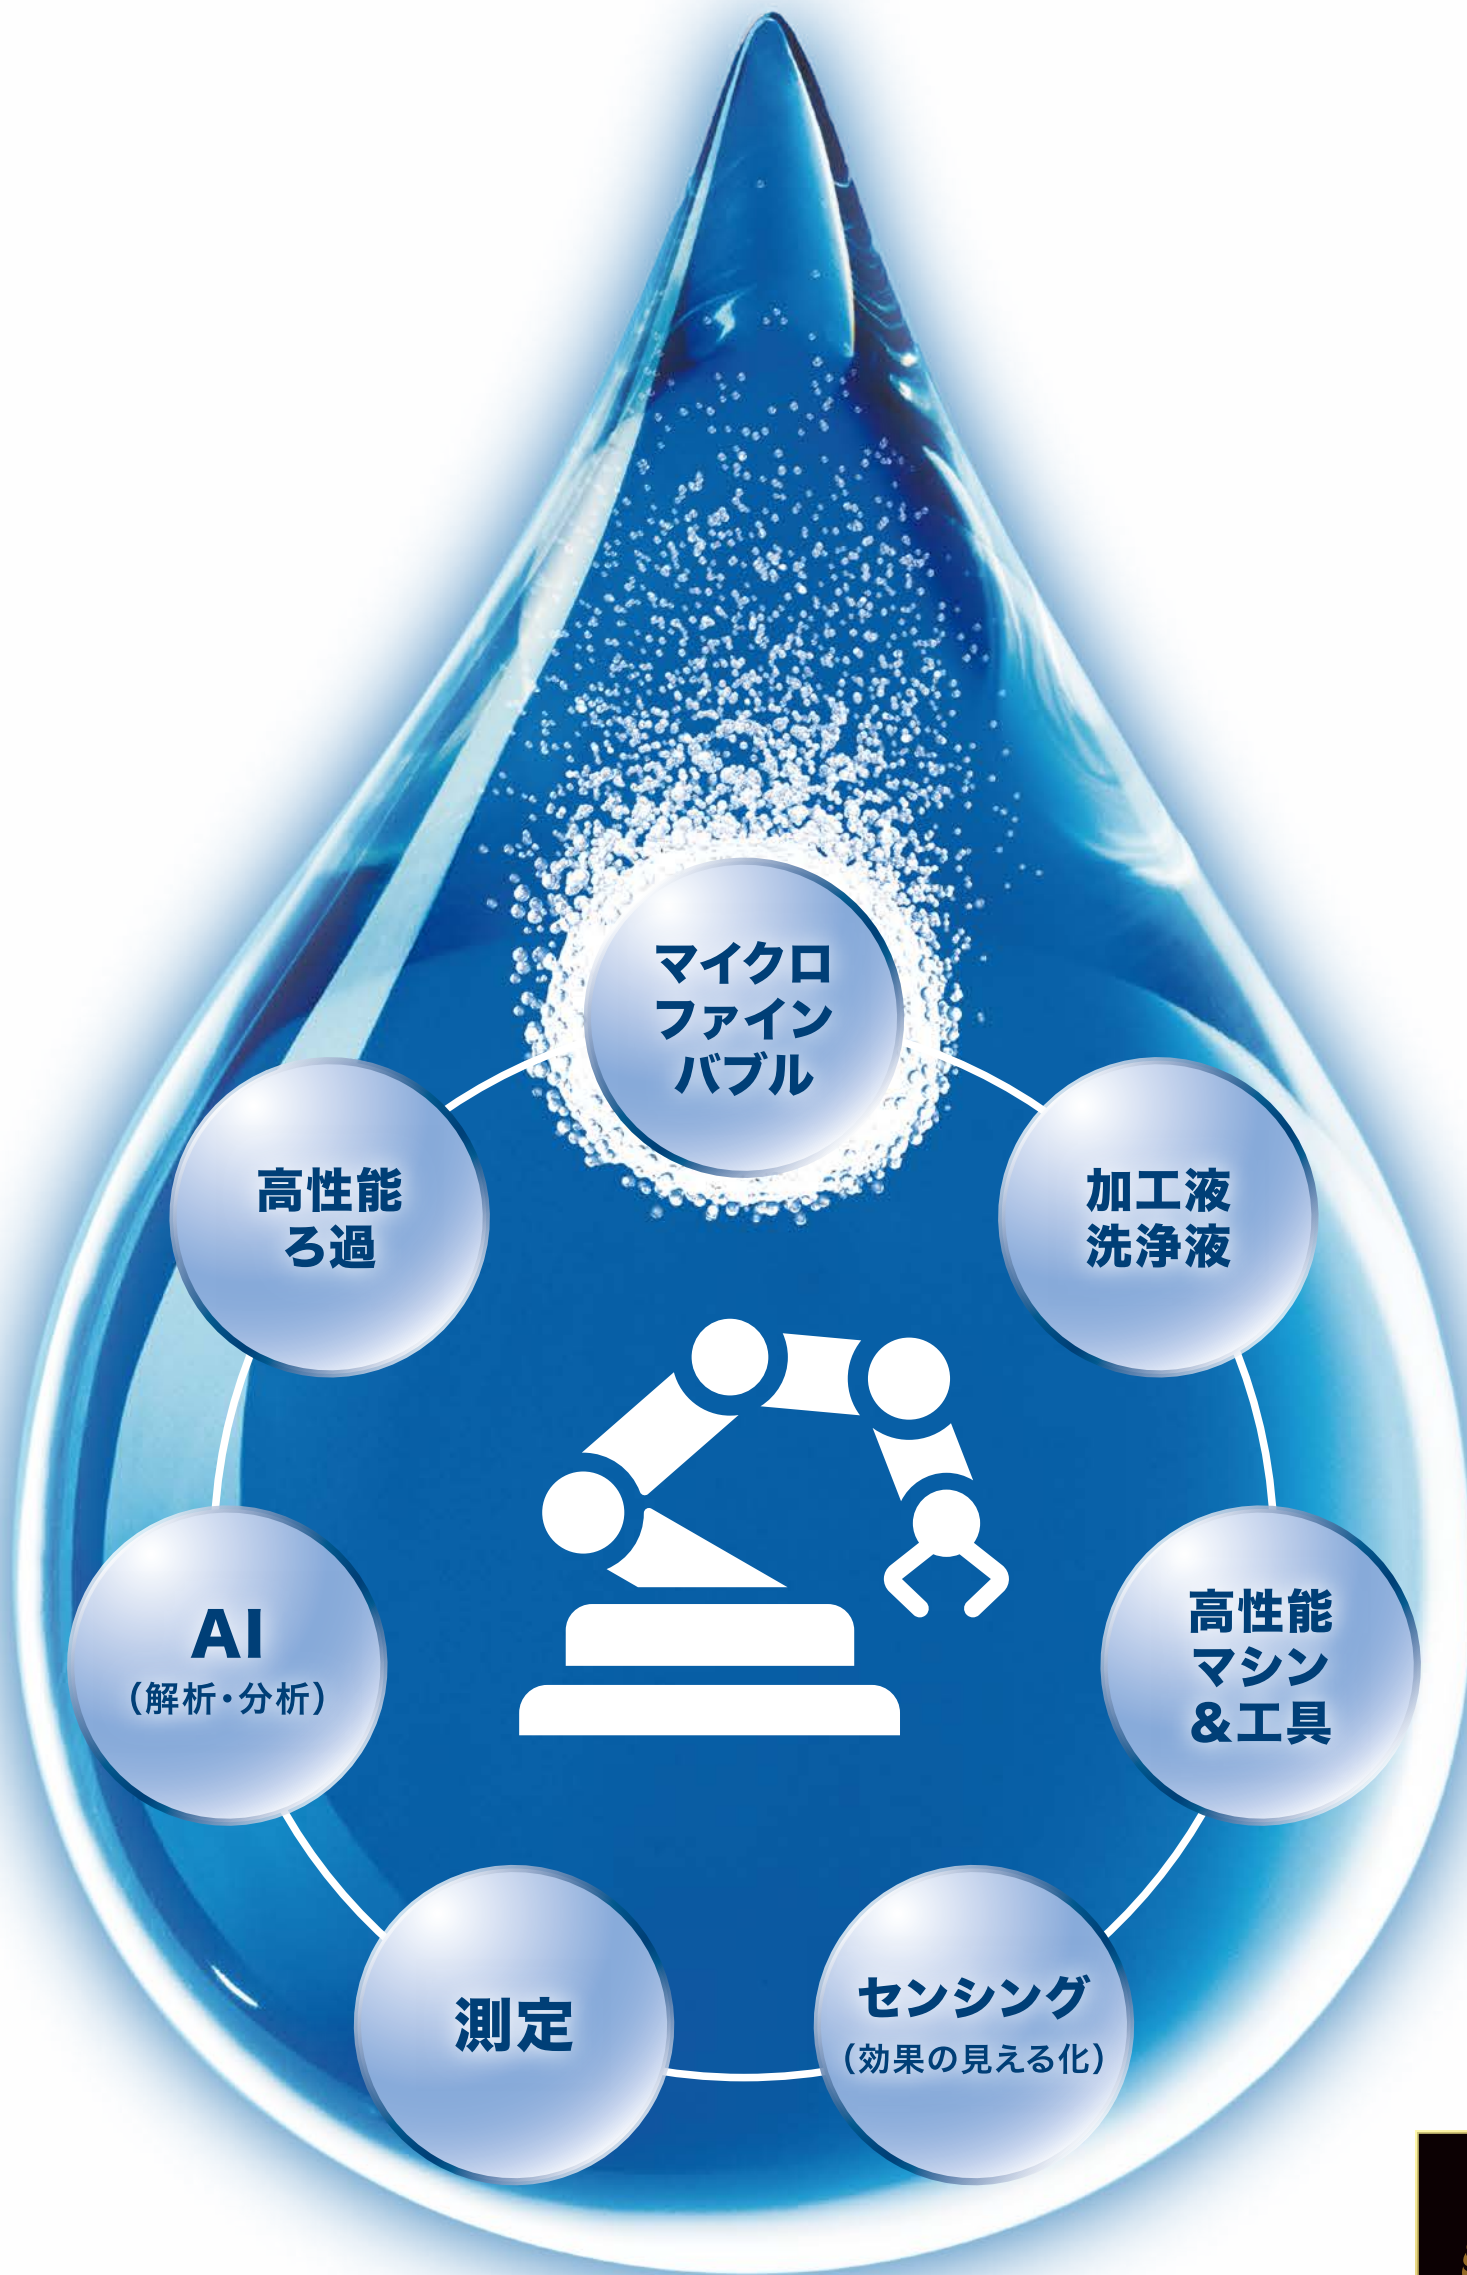 マイクロ
ファイン
バブル
高性能
ろ過
加工液
洗浄液
AI
（解析・分析）
高性能
マシン
＆工具
測定
センシング
（効果の見える化）